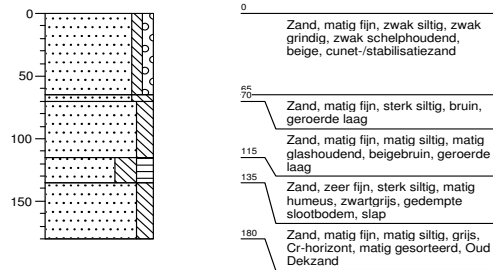 0
50
100
150
0
Zand, matig fijn, zwak siltig, zwak
grindig, zwak schelphoudend,
beige, cunet-/stabilisatiezand
65
70
Zand, matig fijn, sterk siltig, bruin,
geroerde laag
Zand, matig fijn, matig siltig, matig
glashoudend, beigebruin, geroerde
laag
115
Zand, zeer fijn, sterk siltig, matig
humeus, zwartgrijs, gedempte
slootbodem, slap
135
Zand, matig fijn, matig siltig, grijs,
Cr-horizont, matig gesorteerd, Oud
Dekzand
180